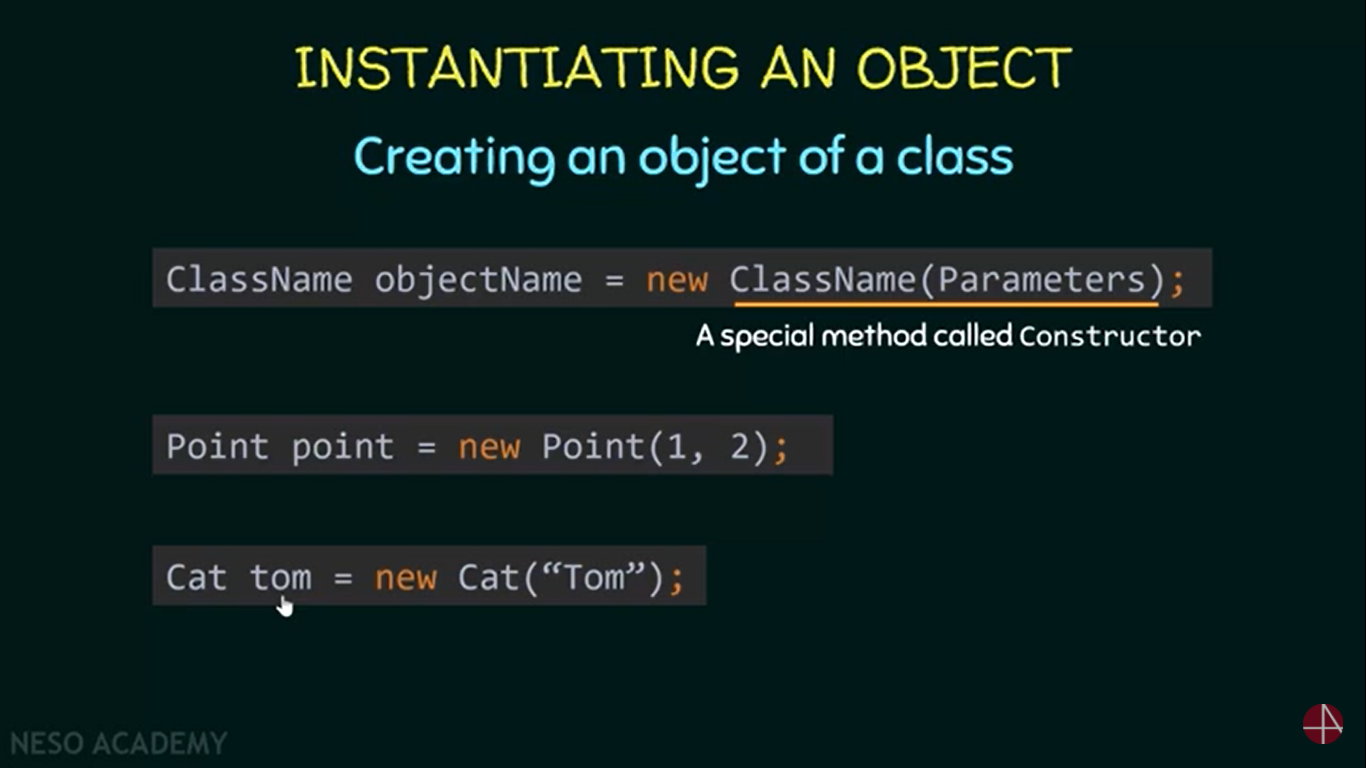 INSTANTIATING AN OBJECT
Creating an object of a class
ClassName objectName = new ClassName(Parameters);
A special method called Constructor
Point point = new Point(1, 2);
Cat tom = new Cat(“Tom”);
NESO ACADEMY